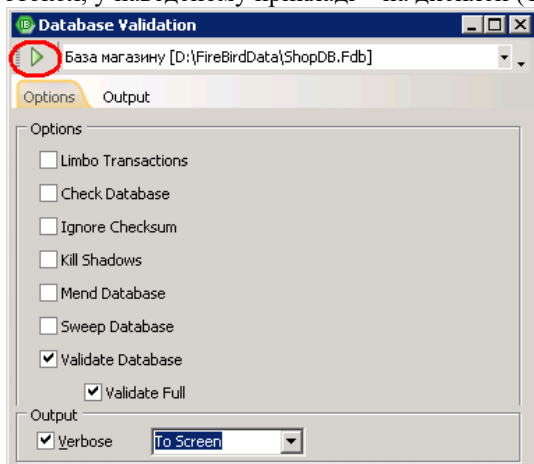 Database Validation
База магазину [D:\FireBirdData\ShopDB.Fdb]
Options Output
Options
Limbo Transactions
Check Database
Ignore Checksum
Kill Shadows
Mend Database
Sweep Database
Validate Database
Validate Full
Output
Verbose To Screen